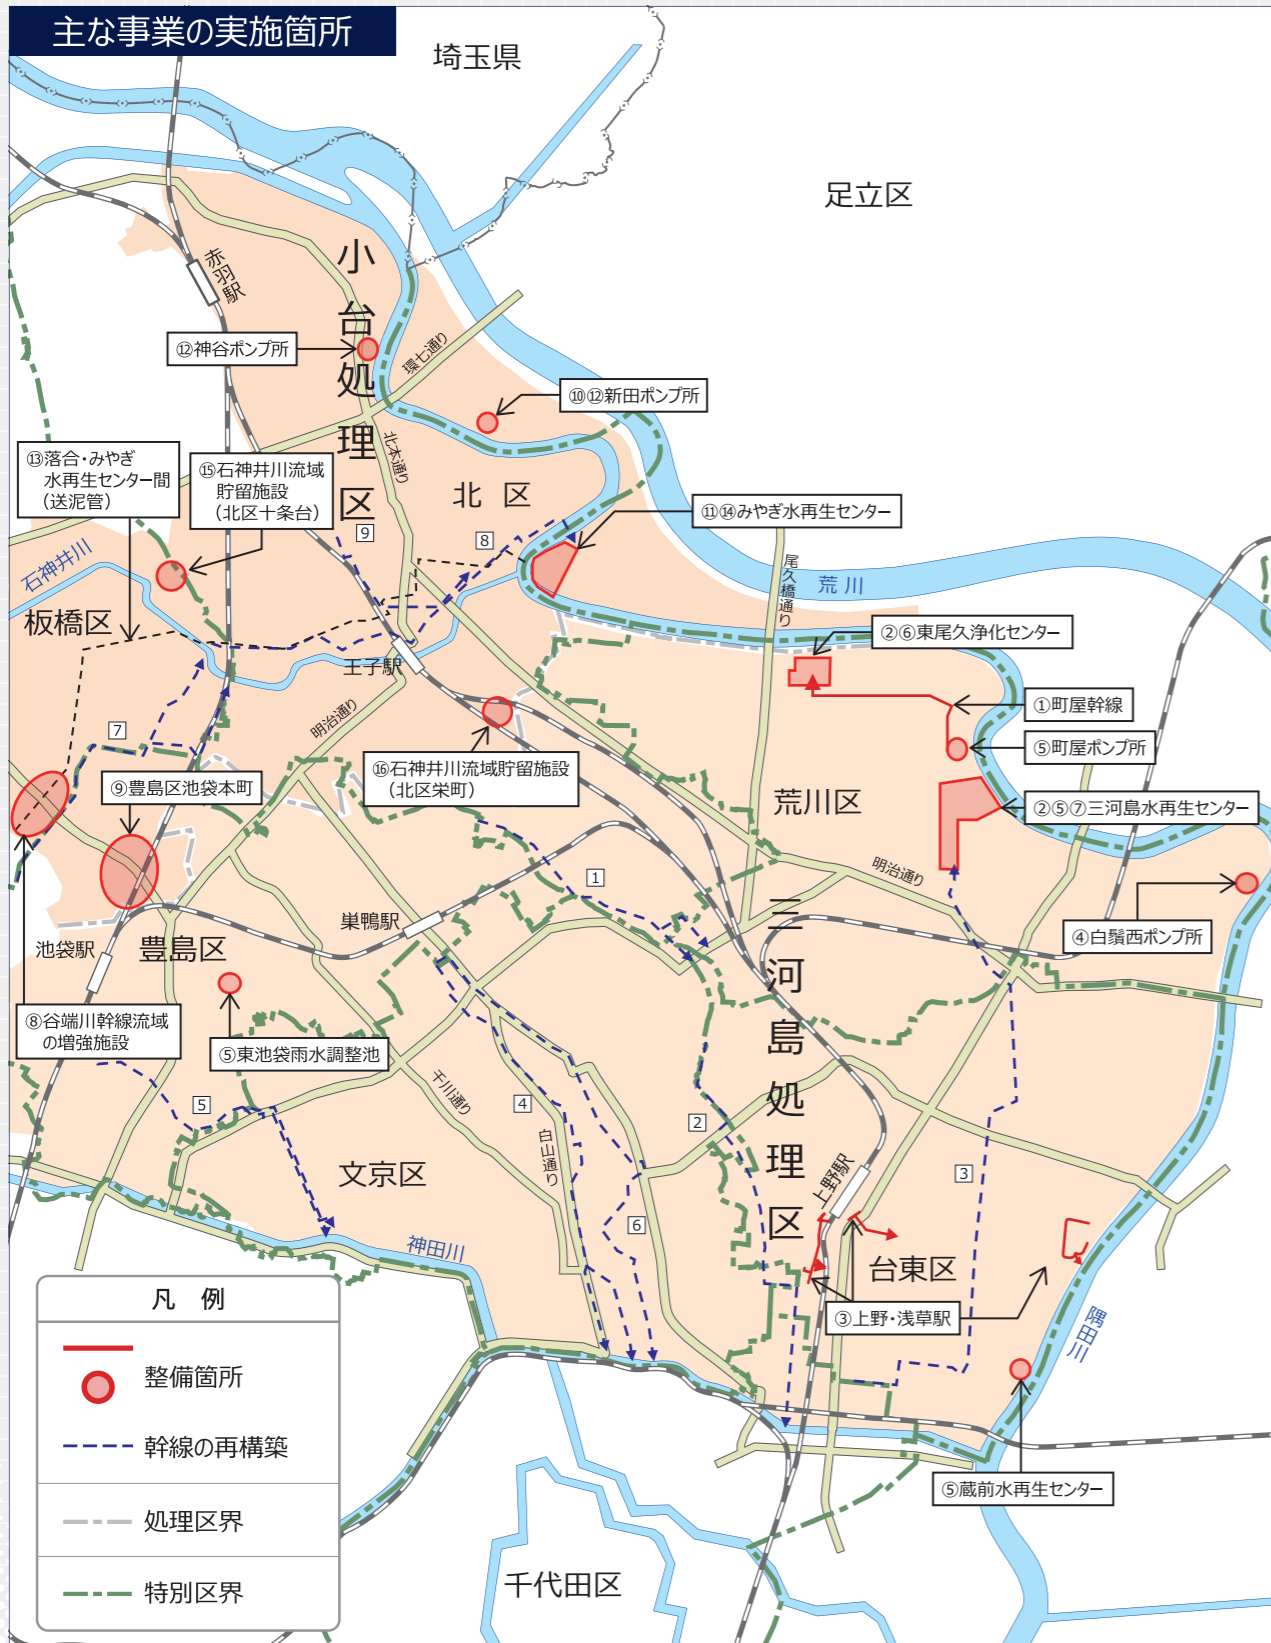 主な事業の実施箇所
埼玉県
足立区
小台処理区
赤羽駅
⑫神谷ポンプ所
環七通り
⑩⑫新田ポンプ所
北本通り
⑬落合・みやぎ
水再生センター間
（送泥管）
⑮石神井川流域
貯留施設
（北区十条台）
北区
⑪⑭みやぎ水再生センター
9
8
石神井川
尾久橋通り
荒川
板橋区
②⑥東尾久浄化センター
王子駅
①町屋幹線
明治通り
7
⑤町屋ポンプ所
⑯石神井川流域貯留施設
（北区栄町）
⑨豊島区池袋本町
荒川区
②⑤⑦三河島水再生センター
明治通り
1
三河島処理区
巣鴨駅
池袋駅
豊島区
④白鬚西ポンプ所
⑧谷端川幹線流域
の増強施設
⑤東池袋雨水調整池
千川通り
5
4
2
白山通り
文京区
上野駅
3
6
神田川
台東区
③上野・浅草駅
隅田川
凡例
整備箇所
幹線の再構築
処理区界
特別区界
⑤蔵前水再生センター
千代田区